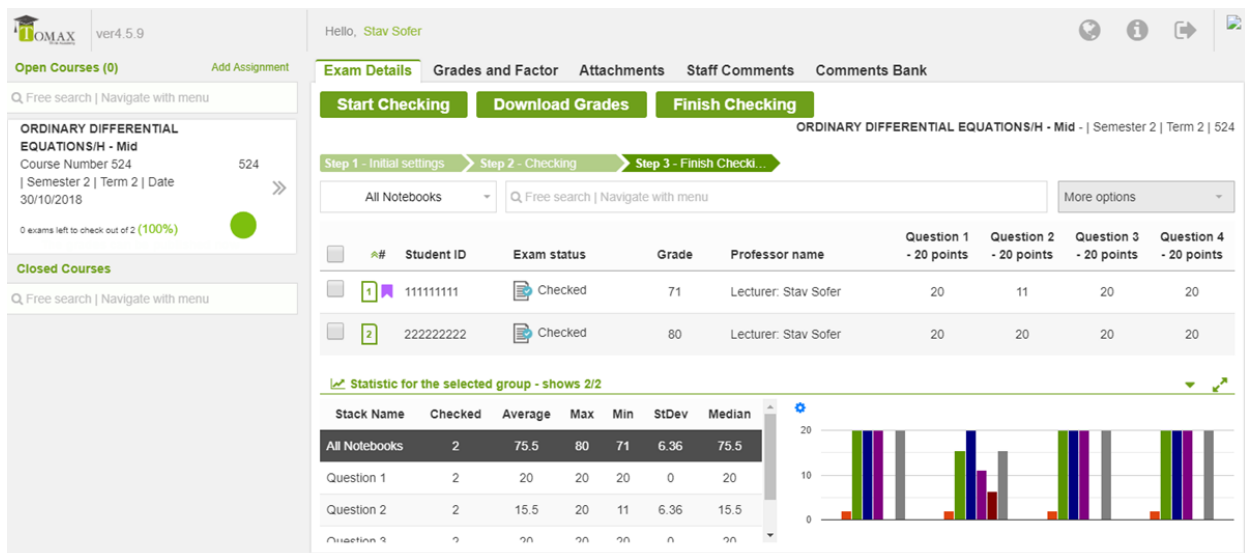 TOMAX
ver4.5.9
Hello, Stav Sofer
Open Courses (0) Add Assignment
Free search | Navigate with menu
ORDINARY DIFFERENTIAL
EQUATIONS/H - Mid
Course Number 524 524
| Semester 2 | Term 2 | Date
30/10/2018
0 exams left to check out of 2 (100%)
Closed Courses
Free search | Navigate with menu
Exam Details Grades and Factor Attachments Staff Comments Comments Bank
Start Checking Download Grades Finish Checking
ORDINARY DIFFERENTIAL EQUATIONS/H - Mid - | Semester 2 | Term 2 | 524
Step 1 - Initial settings Step 2 - Checking Step 3 - Finish Checki...
All Notebooks Free search | Navigate with menu More options
# Student ID Exam status Grade Professor name Question 1 - 20 points Question 2 - 20 points Question 3 - 20 points Question 4 - 20 points
1 111111111 Checked 71 Lecturer: Stav Sofer 20 11 20 20
2 222222222 Checked 80 Lecturer: Stav Sofer 20 20 20 20
Statistic for the selected group - shows 2/2
Stack Name Checked Average Max Min StDev Median
All Notebooks 2 75.5 80 71 6.36 75.5
Question 1 2 20 20 20 0 20
Question 2 2 15.5 20 11 6.36 15.5
Question 3 2 20 20 20 0 20
20
10
0